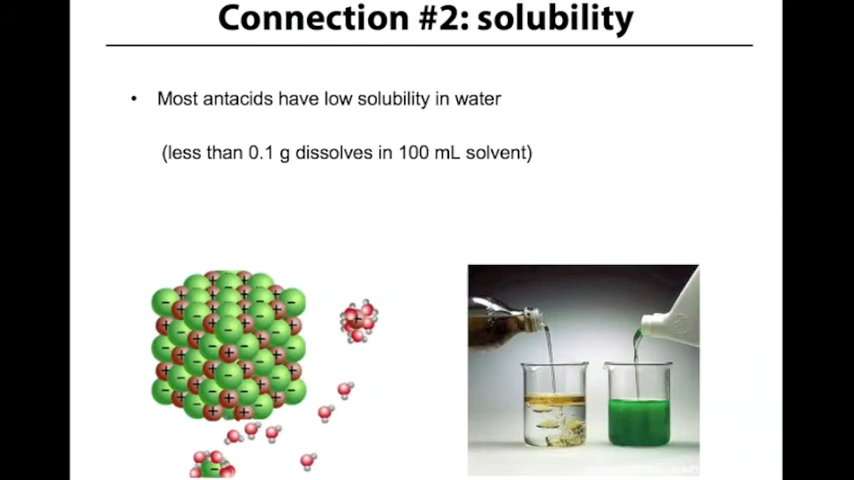 Connection #2: solubility
• Most antacids have low solubility in water
(less than 0.1 g dissolves in 100 mL solvent)